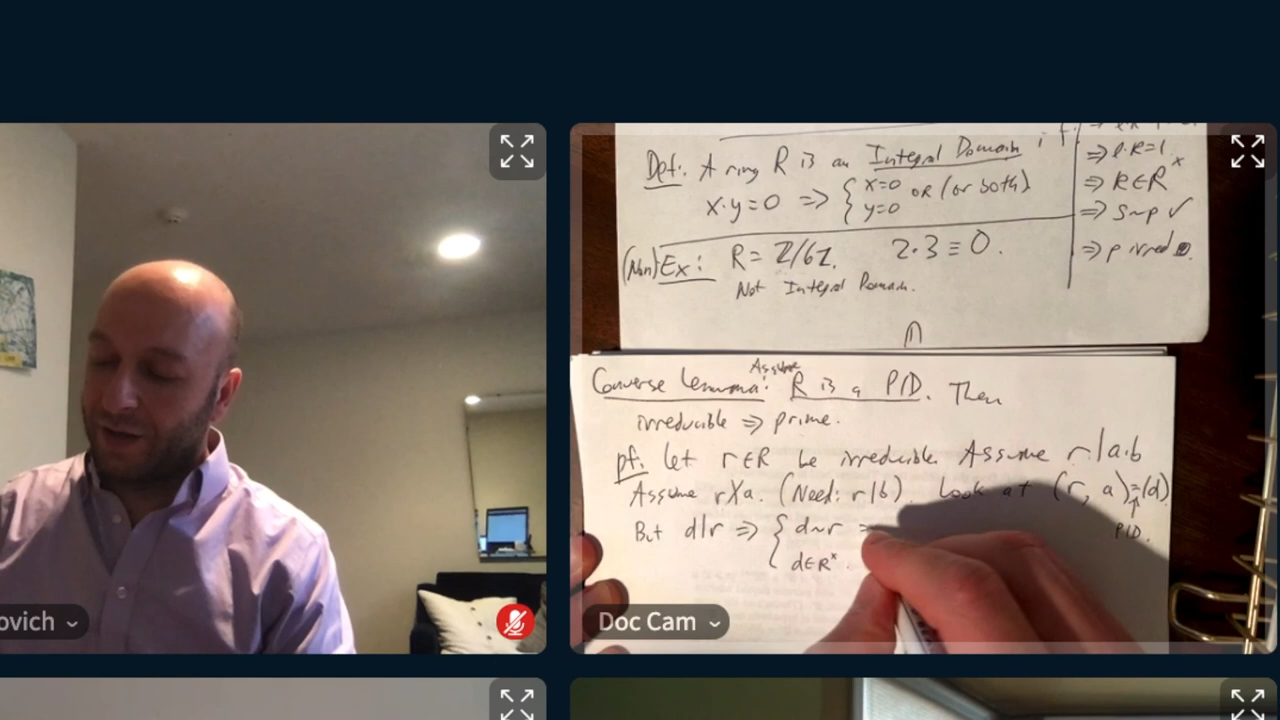 Def: A ring R is an Integral Domain if
x·y=0 ⇒ { x=0 OR (or both)
y=0
(Non) Ex: R = Z/6Z. 2·3 ≡ 0.
Not Integral Domain.
⇒ l·k=1
⇒ k∈R^x
⇒ s~p ✓
⇒ p irred
Converse Lemma: Assume R is a PID. Then
irreducible ⇒ prime.
pf: Let r∈R be irreducible. Assume r|a·b
Assume r∤a. (Need: r|b). Look at (r, a)=(d)
↑
PID.
But d|r ⇒ { d~r ⇒
d∈R^x.
ovich
Doc Cam